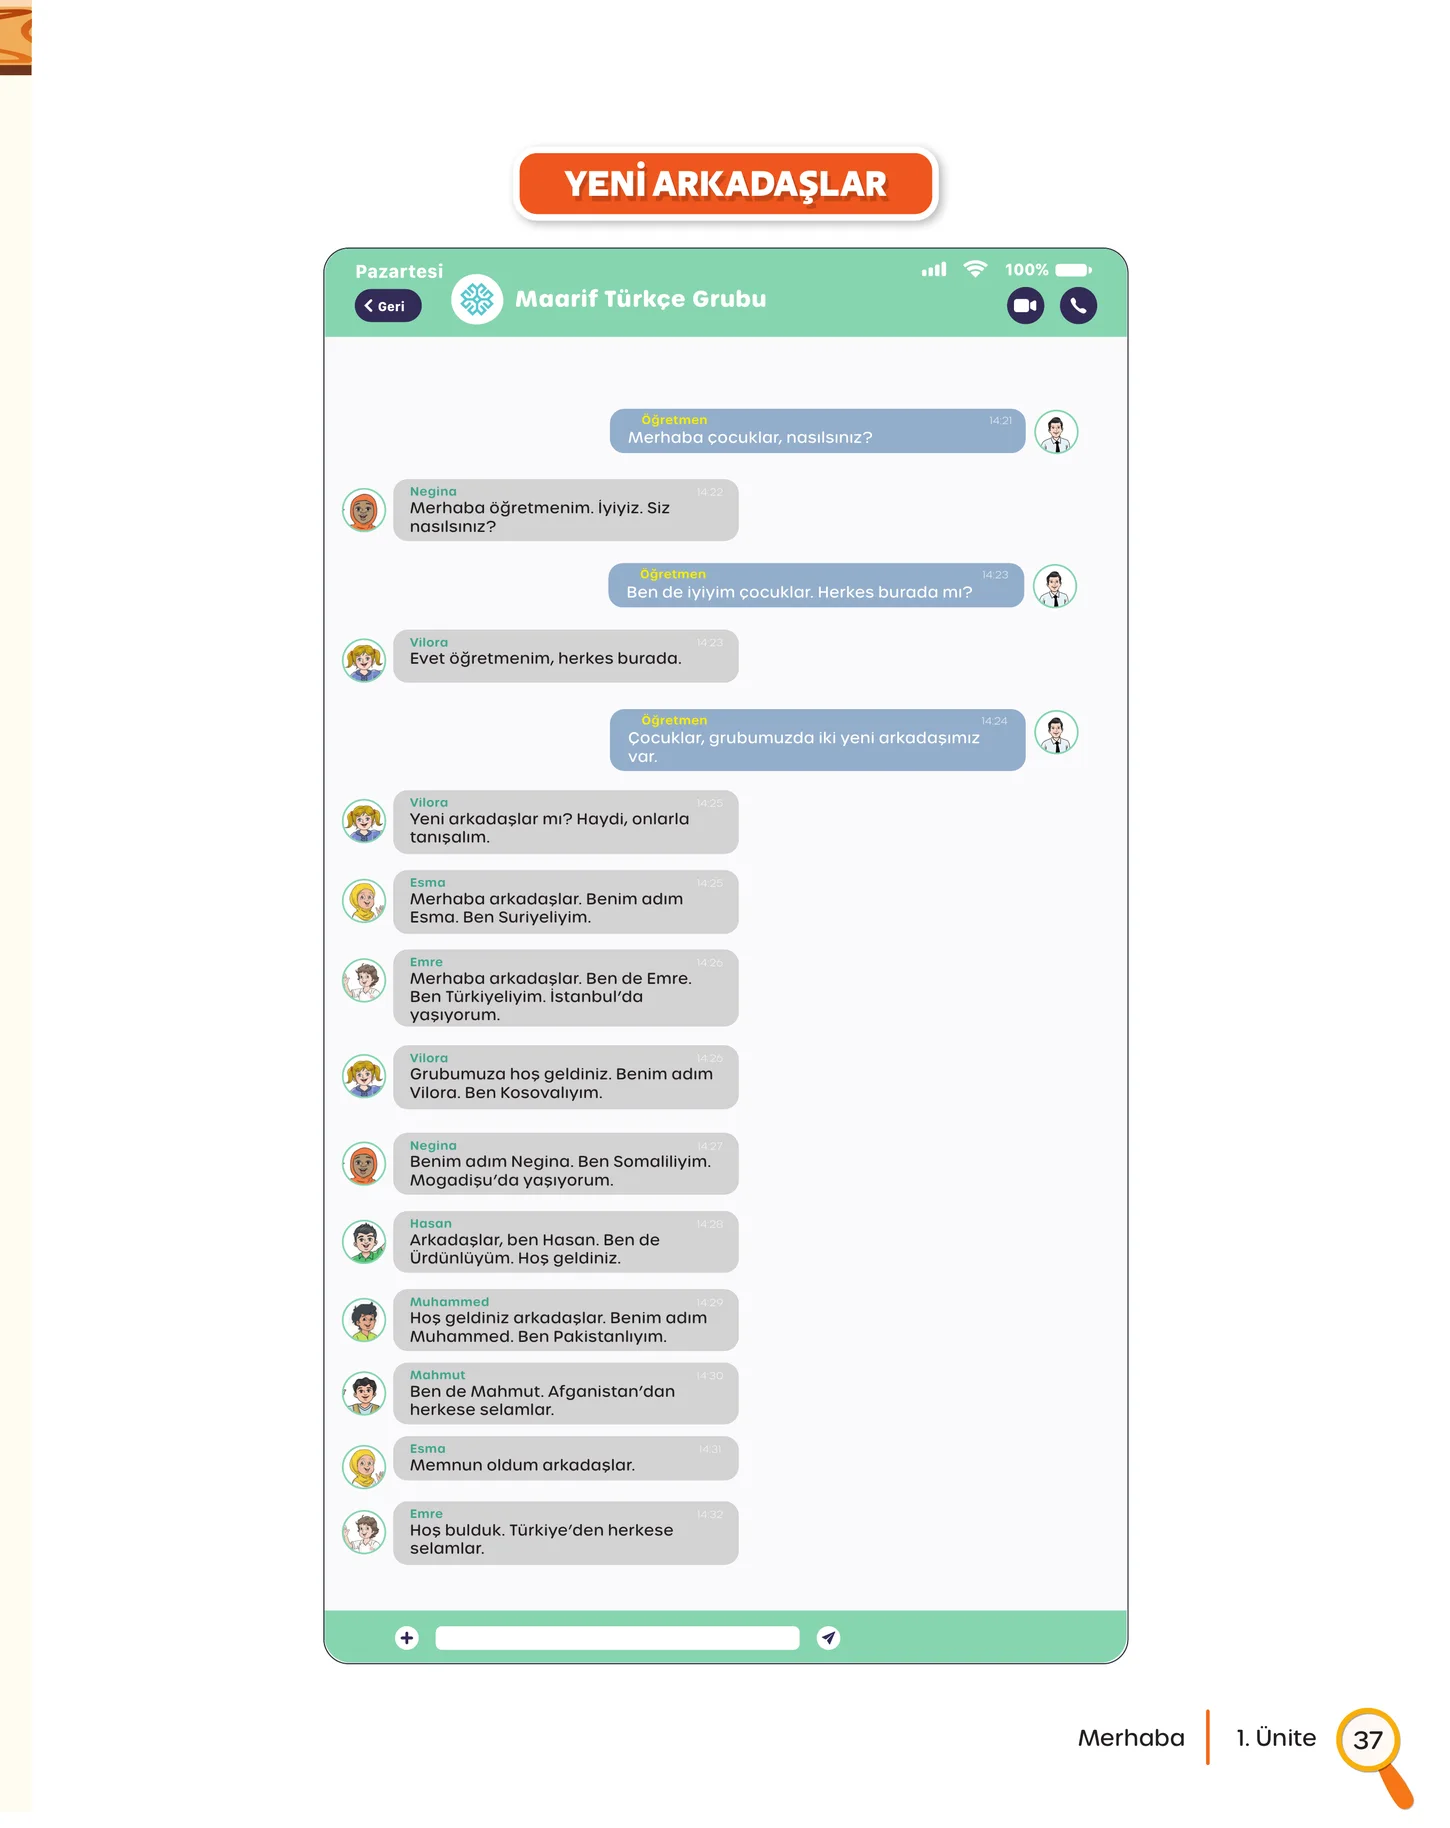 YENİ ARKADAŞLAR
Pazartesi
100%
Geri
Maarif Türkçe Grubu
Öğretmen 14:21
Merhaba çocuklar, nasılsınız?
Negina 14:22
Merhaba öğretmenim. İyiyiz. Siz
nasılsınız?
Öğretmen 14:23
Ben de iyiyim çocuklar. Herkes burada mı?
Vilora 14:23
Evet öğretmenim, herkes burada.
Öğretmen 14:24
Çocuklar, grubumuzda iki yeni arkadaşımız
var.
Vilora 14:25
Yeni arkadaşlar mı? Haydi, onlarla
tanışalım.
Esma 14:25
Merhaba arkadaşlar. Benim adım
Esma. Ben Suriyeliyim.
Emre 14:26
Merhaba arkadaşlar. Ben de Emre.
Ben Türkiyeliyim. İstanbul'da
yaşıyorum.
Vilora 14:26
Grubumuza hoş geldiniz. Benim adım
Vilora. Ben Kosovalıyım.
Negina 14:27
Benim adım Negina. Ben Somaliliyim.
Mogadişu'da yaşıyorum.
Hasan 14:28
Arkadaşlar, ben Hasan. Ben de
Ürdünlüyüm. Hoş geldiniz.
Muhammed 14:29
Hoş geldiniz arkadaşlar. Benim adım
Muhammed. Ben Pakistanlıyım.
Mahmut 14:30
Ben de Mahmut. Afganistan'dan
herkese selamlar.
Esma 14:31
Memnun oldum arkadaşlar.
Emre 14:32
Hoş bulduk. Türkiye'den herkese
selamlar.
Merhaba 1. Ünite 37